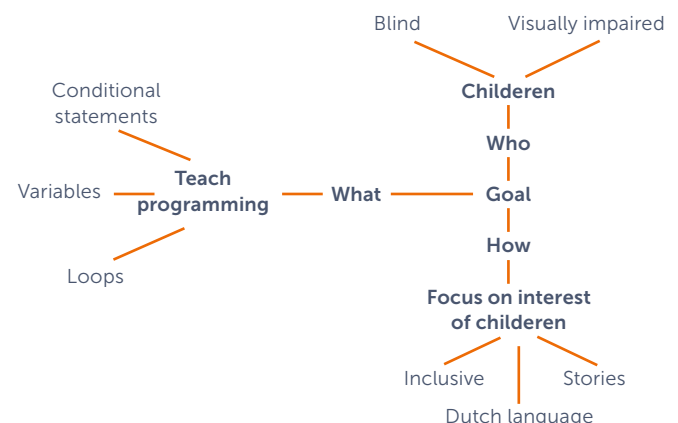 Blind
Visually impaired
Childeren
Conditional
statements
Who
Teach
programming
Variables
What
Goal
How
Loops
Focus on interest
of childeren
Inclusive
Stories
Dutch language